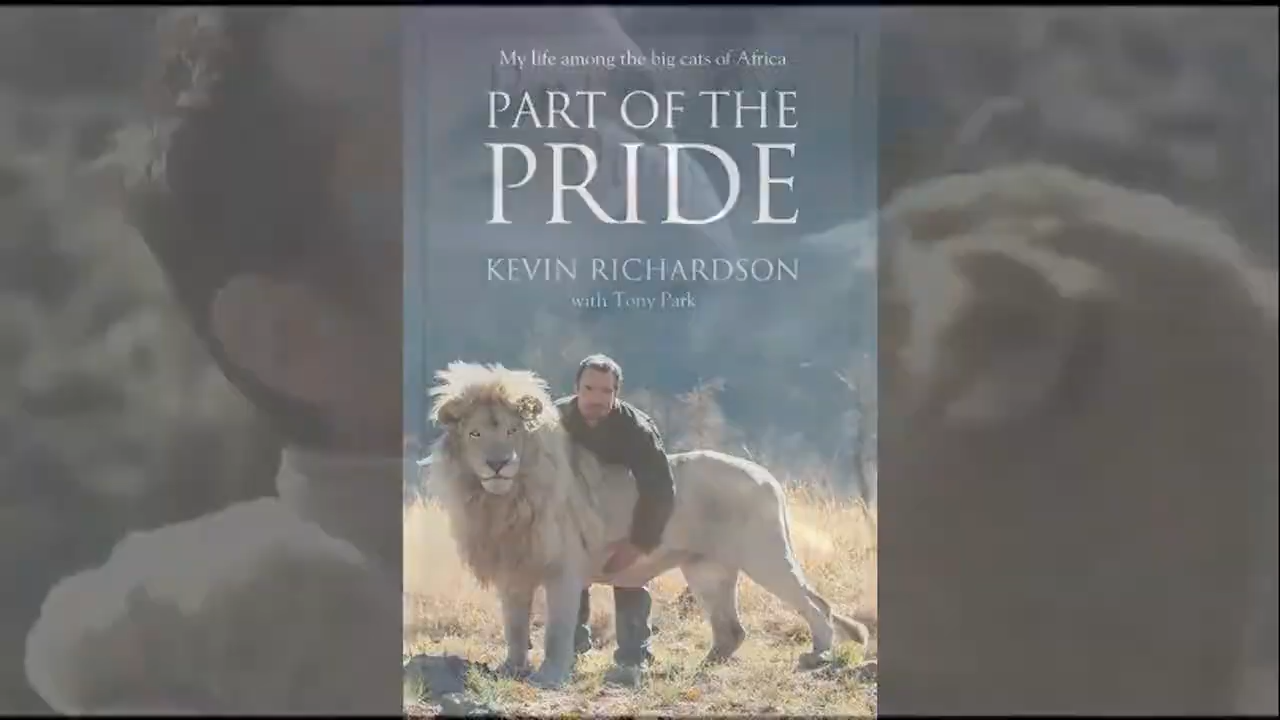 My life among the big cats of Africa
PART OF THE
PRIDE
KEVIN RICHARDSON
with Tony Park